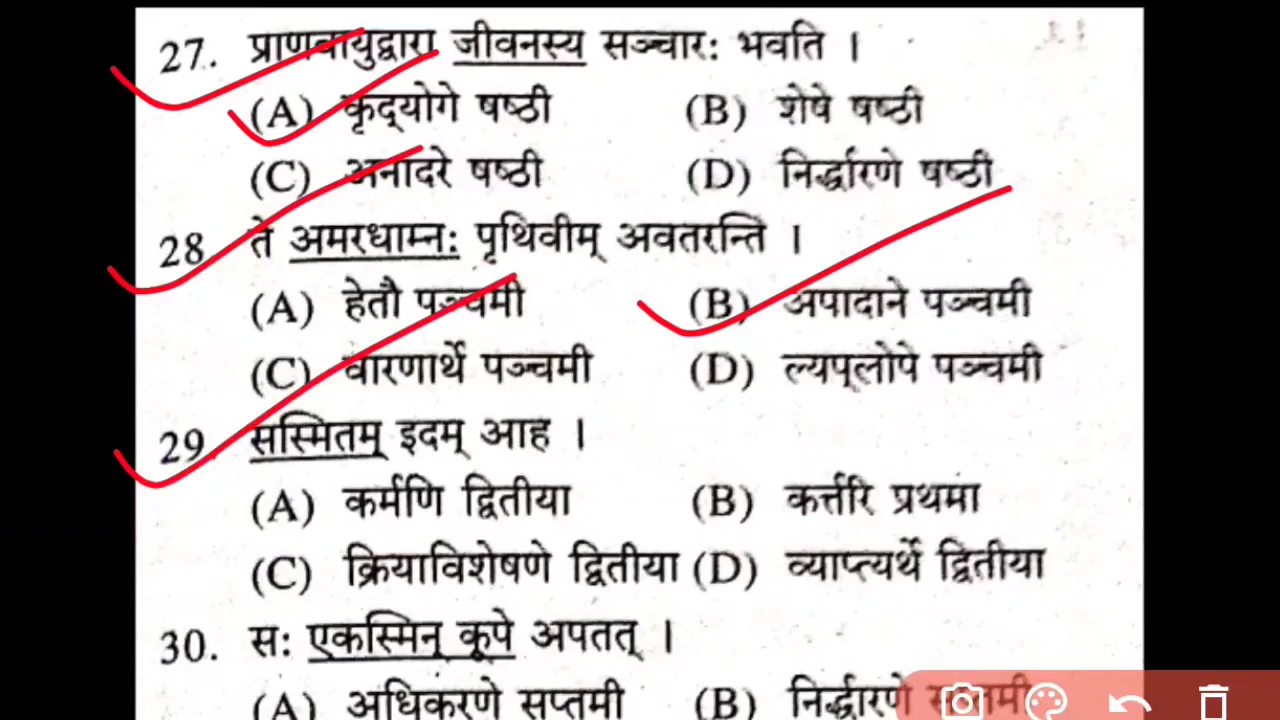 27. प्राणवायुद्वारा जीवनस्य सञ्चारः भवति ।
(A) कृद्‌योगे षष्ठी (B) शेषे षष्ठी
(C) अनादरे षष्ठी (D) निर्द्धारणे षष्ठी
28 ते अमरधाम्नः पृथिवीम् अवतरन्ति ।
(A) हेतौ पञ्चमी (B) अपादाने पञ्चमी
(C) वारणार्थे पञ्चमी (D) ल्यप्‌लोपे पञ्चमी
29. सस्मितम् इदम् आह ।
(A) कर्मणि द्वितीया (B) कर्त्तरि प्रथमा
(C) क्रियाविशेषणे द्वितीया (D) व्याप्त्यर्थे द्वितीया
30. सः एकस्मिन् कूपे अपतत् ।
(A) अधिकरणे सप्तमी (B) निर्द्धारणे सप्तमी